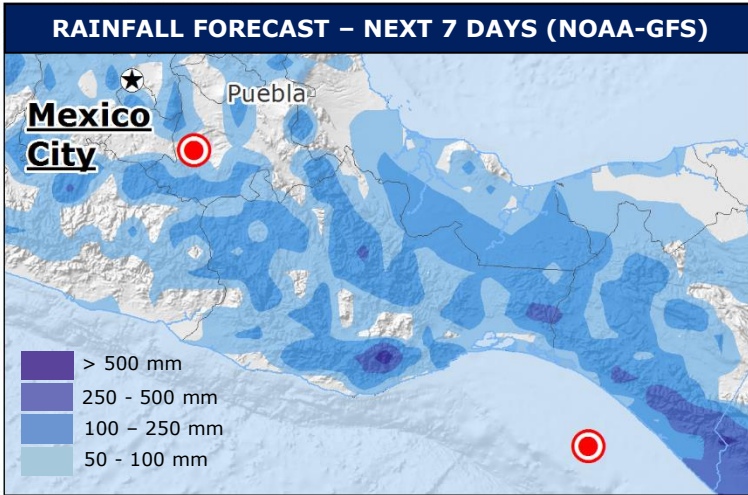 RAINFALL FORECAST – NEXT 7 DAYS (NOAA-GFS)
Puebla
Mexico
City
> 500 mm
250 - 500 mm
100 – 250 mm
50 - 100 mm